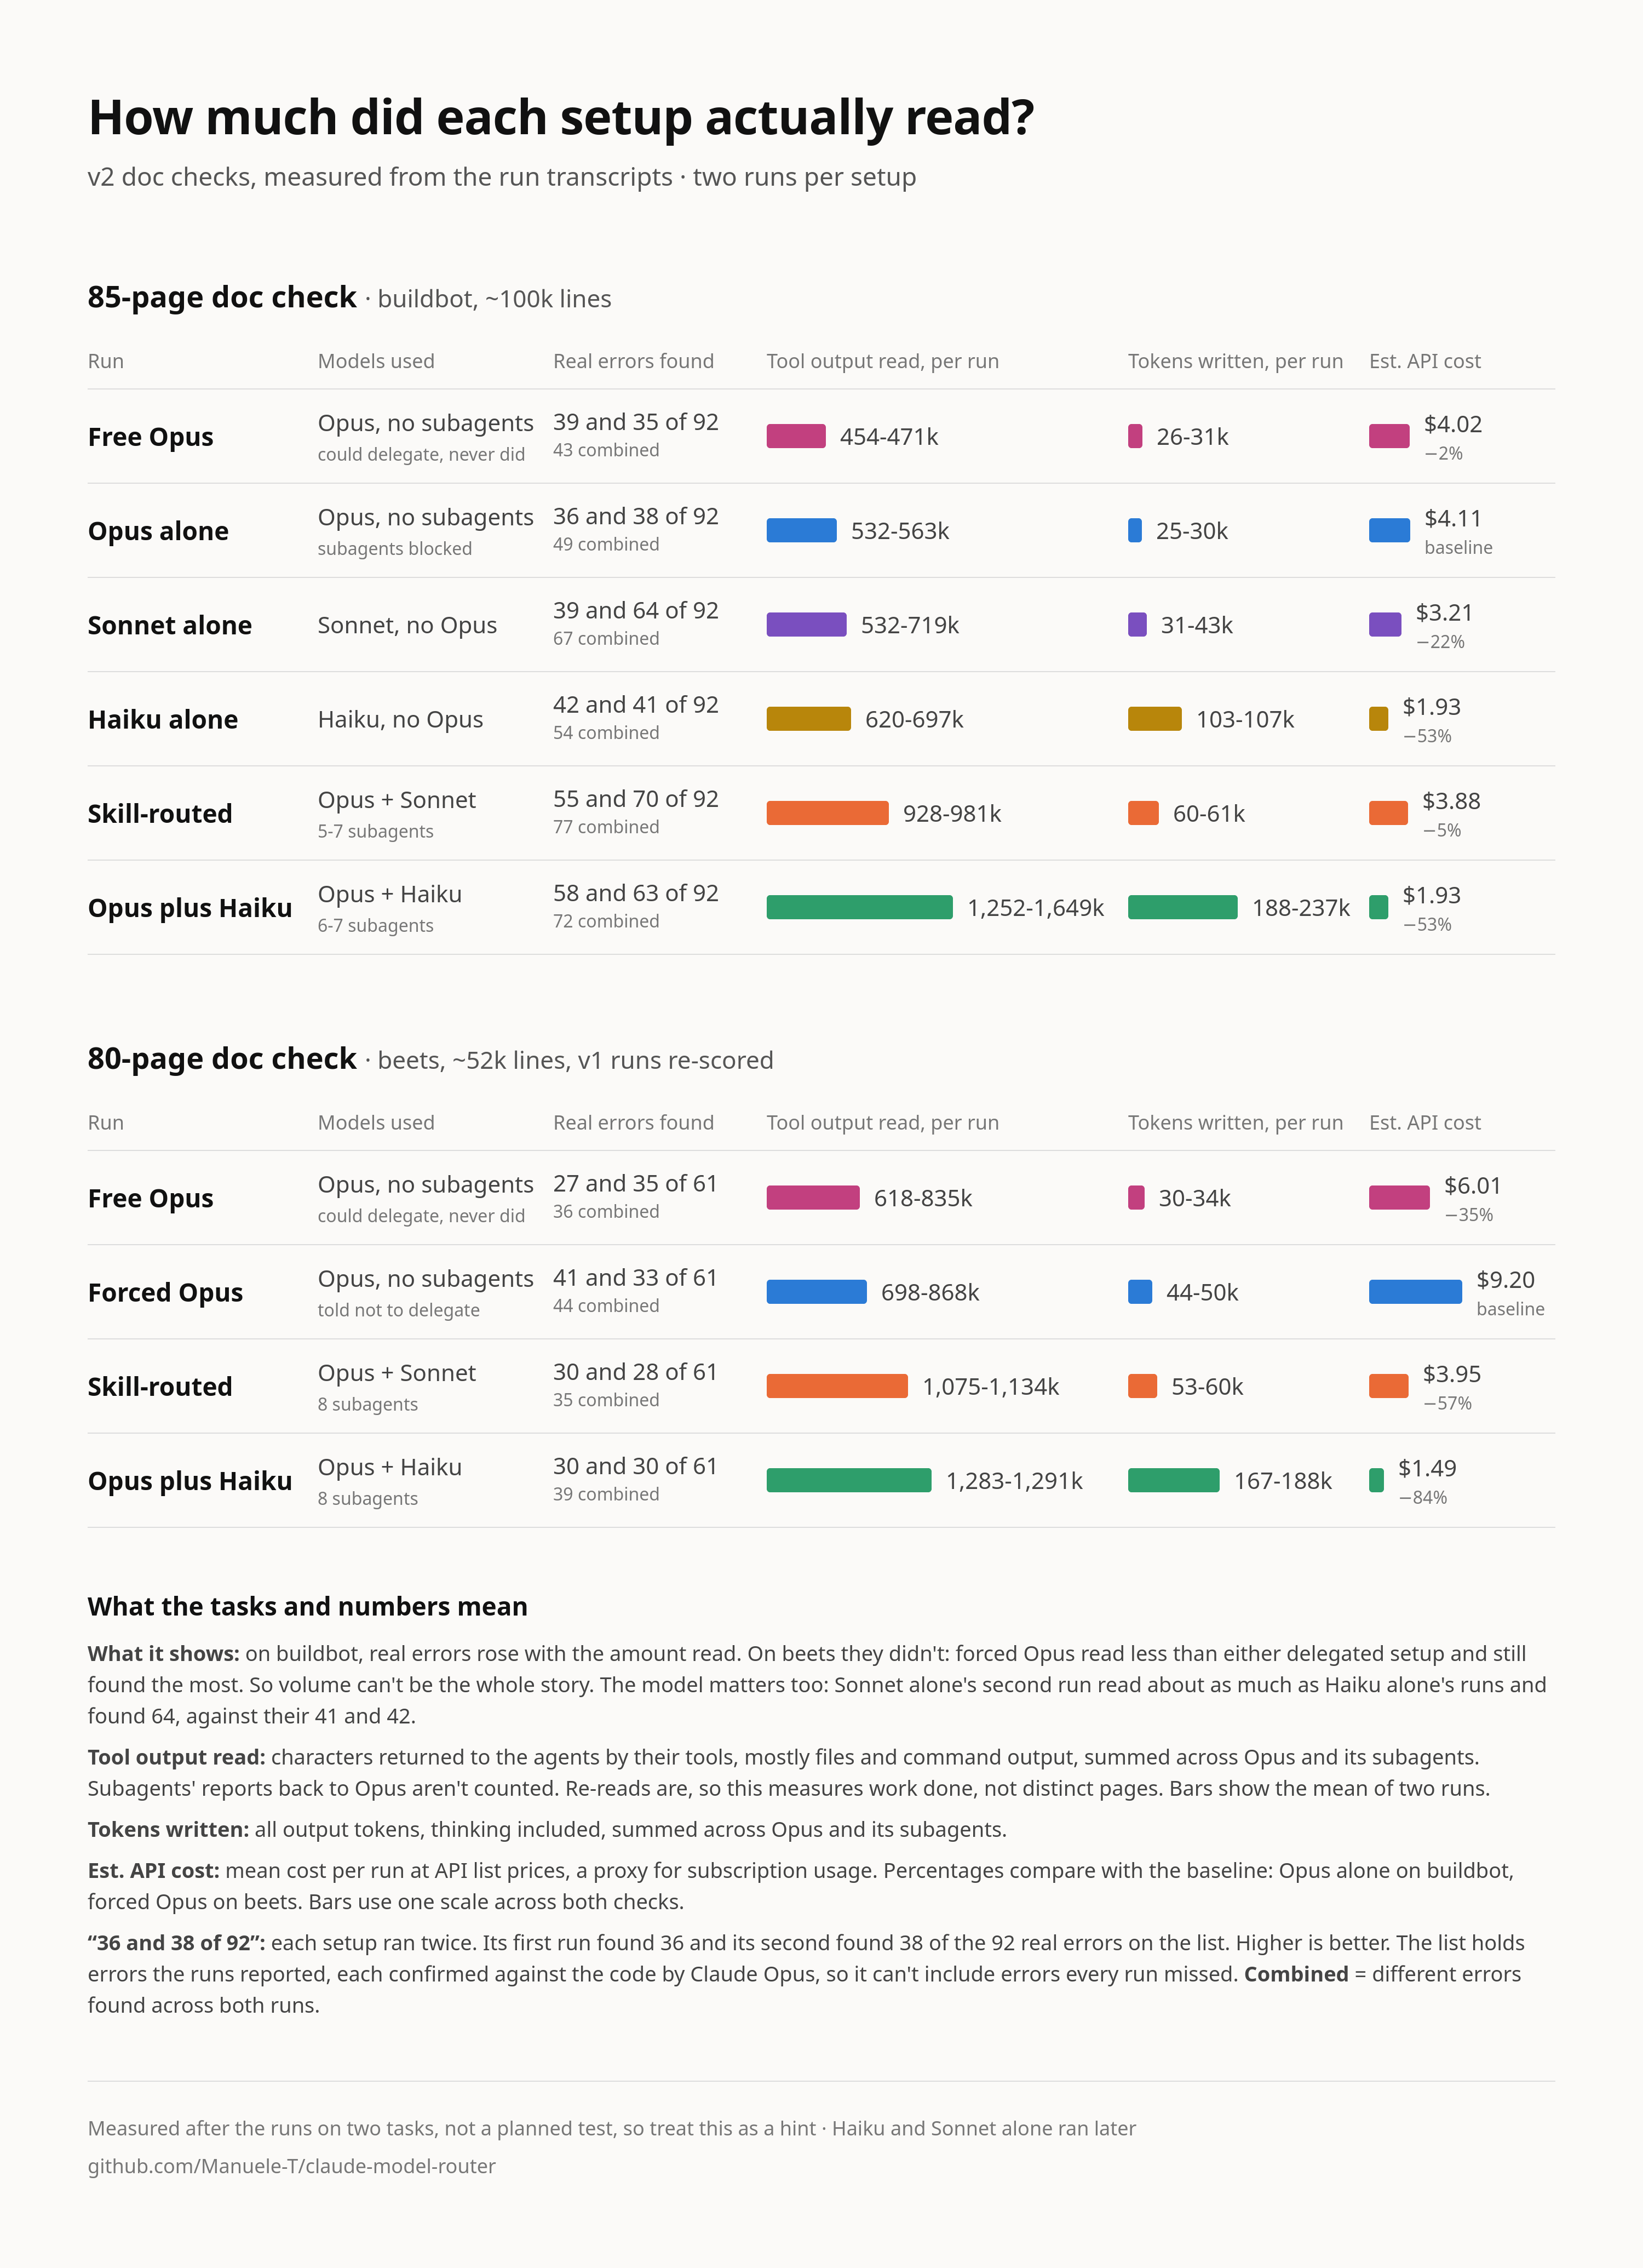 How much did each setup actually read?
v2 doc checks, measured from the run transcripts · two runs per setup
85-page doc check · buildbot, ~100k lines
Run Models used Real errors found Tool output read, per run Tokens written, per run Est. API cost
Free Opus Opus, no subagents 39 and 35 of 92 454-471k 26-31k $4.02
could delegate, never did 43 combined −2%
Opus alone Opus, no subagents 36 and 38 of 92 532-563k 25-30k $4.11
subagents blocked 49 combined baseline
Sonnet alone Sonnet, no Opus 39 and 64 of 92 532-719k 31-43k $3.21
67 combined −22%
Haiku alone Haiku, no Opus 42 and 41 of 92 620-697k 103-107k $1.93
54 combined −53%
Skill-routed Opus + Sonnet 55 and 70 of 92 928-981k 60-61k $3.88
5-7 subagents 77 combined −5%
Opus plus Haiku Opus + Haiku 58 and 63 of 92 1,252-1,649k 188-237k $1.93
6-7 subagents 72 combined −53%
80-page doc check · beets, ~52k lines, v1 runs re-scored
Run Models used Real errors found Tool output read, per run Tokens written, per run Est. API cost
Free Opus Opus, no subagents 27 and 35 of 61 618-835k 30-34k $6.01
could delegate, never did 36 combined −35%
Forced Opus Opus, no subagents 41 and 33 of 61 698-868k 44-50k $9.20
told not to delegate 44 combined baseline
Skill-routed Opus + Sonnet 30 and 28 of 61 1,075-1,134k 53-60k $3.95
8 subagents 35 combined −57%
Opus plus Haiku Opus + Haiku 30 and 30 of 61 1,283-1,291k 167-188k $1.49
8 subagents 39 combined −84%
What the tasks and numbers mean
What it shows: on buildbot, real errors rose with the amount read. On beets they didn't: forced Opus read less than either delegated setup and still
found the most. So volume can't be the whole story. The model matters too: Sonnet alone's second run read about as much as Haiku alone's runs and
found 64, against their 41 and 42.
Tool output read: characters returned to the agents by their tools, mostly files and command output, summed across Opus and its subagents.
Subagents' reports back to Opus aren't counted. Re-reads are, so this measures work done, not distinct pages. Bars show the mean of two runs.
Tokens written: all output tokens, thinking included, summed across Opus and its subagents.
Est. API cost: mean cost per run at API list prices, a proxy for subscription usage. Percentages compare with the baseline: Opus alone on buildbot,
forced Opus on beets. Bars use one scale across both checks.
“36 and 38 of 92”: each setup ran twice. Its first run found 36 and its second found 38 of the 92 real errors on the list. Higher is better. The list holds
errors the runs reported, each confirmed against the code by Claude Opus, so it can't include errors every run missed. Combined = different errors
found across both runs.
Measured after the runs on two tasks, not a planned test, so treat this as a hint · Haiku and Sonnet alone ran later
github.com/Manuele-T/claude-model-router